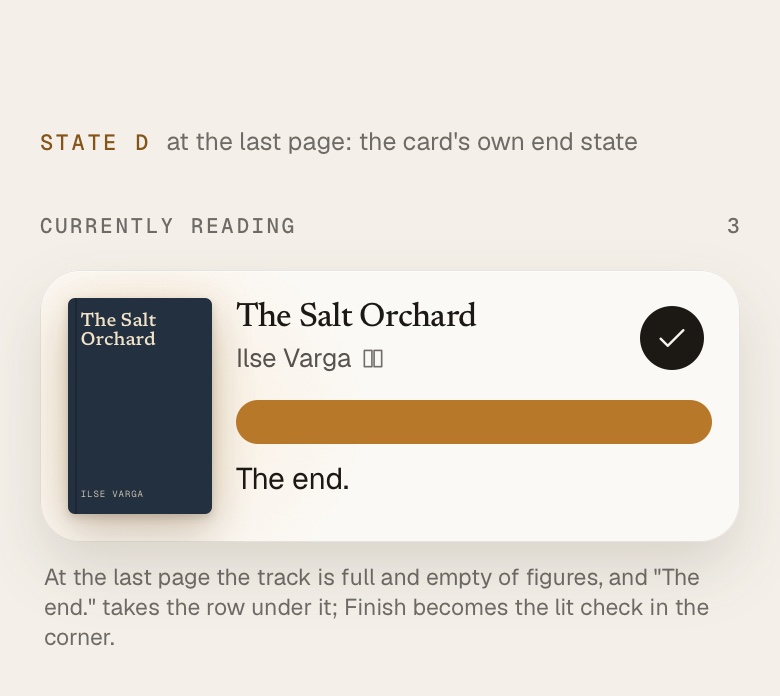 STATE D at the last page: the card's own end state
CURRENTLY READING 3
The Salt
Orchard
ILSE VARGA
The Salt Orchard
Ilse Varga
The end.
At the last page the track is full and empty of figures, and "The
end." takes the row under it; Finish becomes the lit check in the
corner.